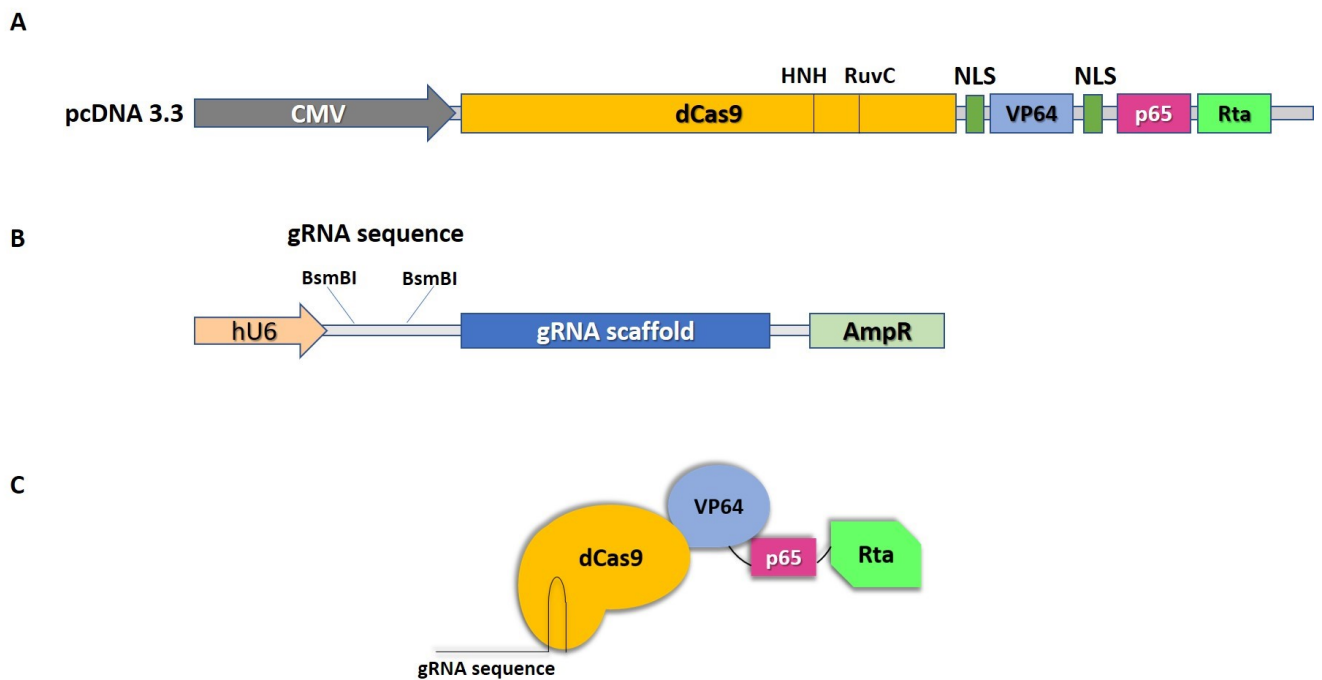 A
HNH RuvC NLS NLS
pcDNA 3.3 CMV dCas9 VP64 p65 Rta
B
gRNA sequence
BsmBI BsmBI
hU6 gRNA scaffold AmpR
C
VP64
dCas9 p65 Rta
gRNA sequence